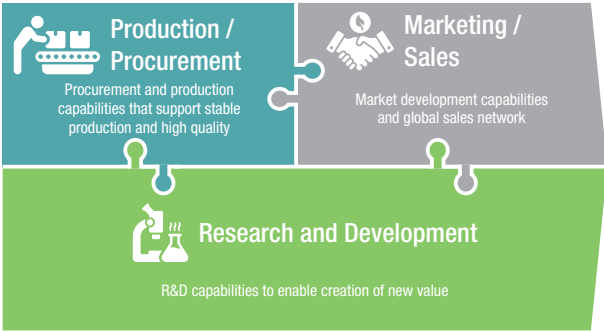 Production /
Procurement
Procurement and production
capabilities that support stable
production and high quality
Marketing /
Sales
Market development capabilities
and global sales network
Research and Development
R&D capabilities to enable creation of new value